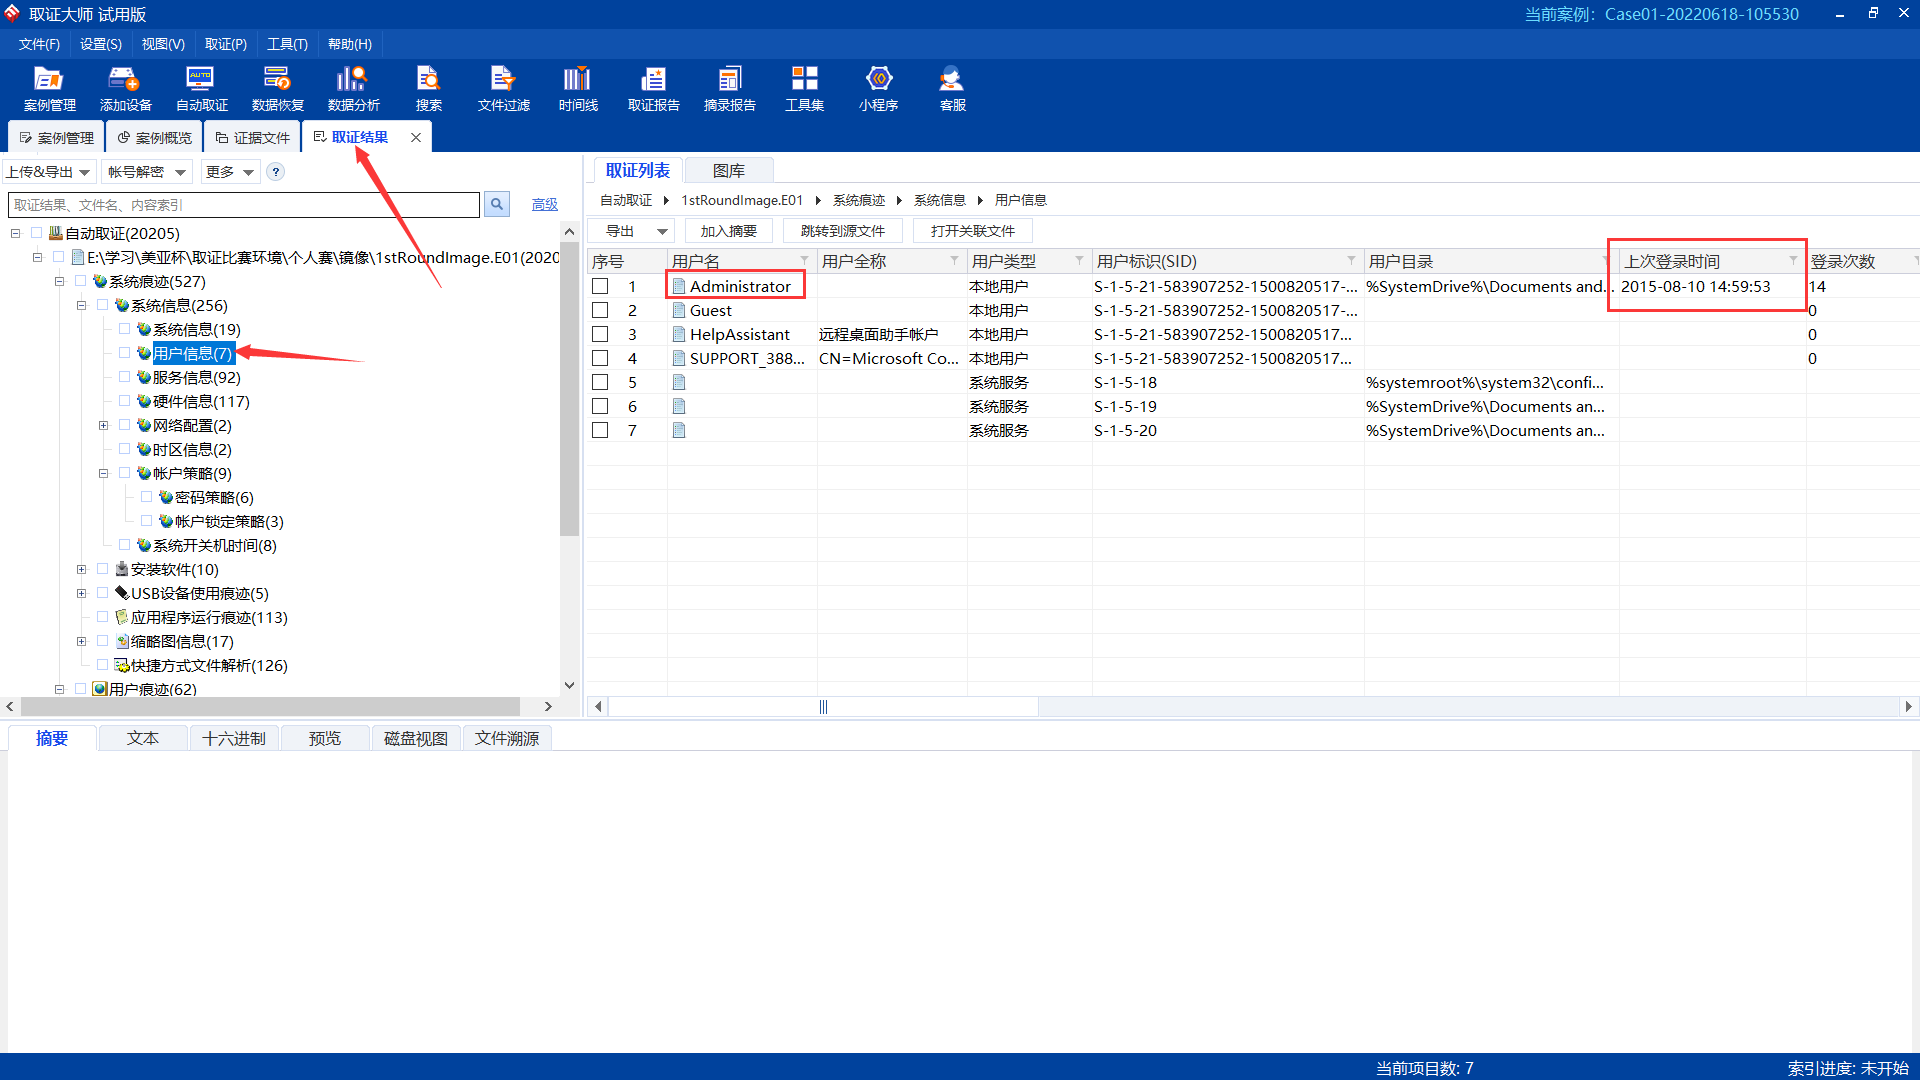 取证大师 试用版
当前案例: Case01-20220618-105530
文件(F) 设置(S) 视图(V) 取证(P) 工具(T) 帮助(H)
AUTO
案例管理 添加设备 自动取证 数据恢复 数据分析 搜索 文件过滤 时间线 取证报告 摘录报告 工具集 小程序 客服
案例管理 案例概览 证据文件 取证结果
上传&导出 帐号解密 更多 ?
取证结果、文件名、内容索引 高级
自动取证(20205)
E:\学习\美亚杯\取证比赛环境\个人赛\镜像\1stRoundImage.E01(2020
系统痕迹(527)
系统信息(256)
系统信息(19)
用户信息(7)
服务信息(92)
硬件信息(117)
网络配置(2)
时区信息(2)
帐户策略(9)
密码策略(6)
帐户锁定策略(3)
系统开关机时间(8)
安装软件(10)
USB设备使用痕迹(5)
应用程序运行痕迹(113)
缩略图信息(17)
快捷方式文件解析(126)
用户痕迹(62)
取证列表 图库
自动取证 1stRoundImage.E01 系统痕迹 系统信息 用户信息
导出 加入摘要 跳转到源文件 打开关联文件
序号 用户名 用户全称 用户类型 用户标识(SID) 用户目录 上次登录时间 登录次数
1 Administrator 本地用户 S-1-5-21-583907252-1500820517-... %SystemDrive%\Documents and... 2015-08-10 14:59:53 14
2 Guest 本地用户 S-1-5-21-583907252-1500820517-... 0
3 HelpAssistant 远程桌面助手帐户 本地用户 S-1-5-21-583907252-1500820517... 0
4 SUPPORT_388... CN=Microsoft Co... 本地用户 S-1-5-21-583907252-1500820517... 0
5 系统服务 S-1-5-18 %systemroot%\system32\confi...
6 系统服务 S-1-5-19 %SystemDrive%\Documents an...
7 系统服务 S-1-5-20 %SystemDrive%\Documents an...
摘要 文本 十六进制 预览 磁盘视图 文件溯源
当前项目数: 7
索引进度: 未开始